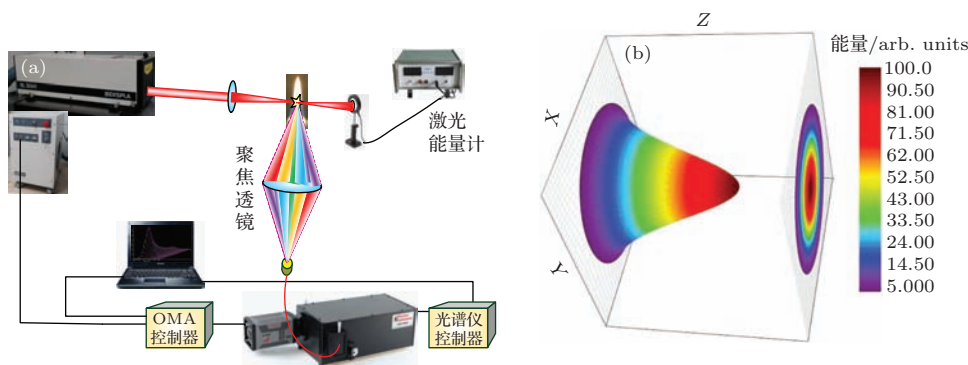 (a)
EKSPLA
激光
能量计
聚焦透镜
OMA
控制器
光谱仪
控制器
(b)
Z
X
Y
能量/arb. units
100.0
90.50
81.00
71.50
62.00
52.50
43.00
33.50
24.00
14.50
5.000